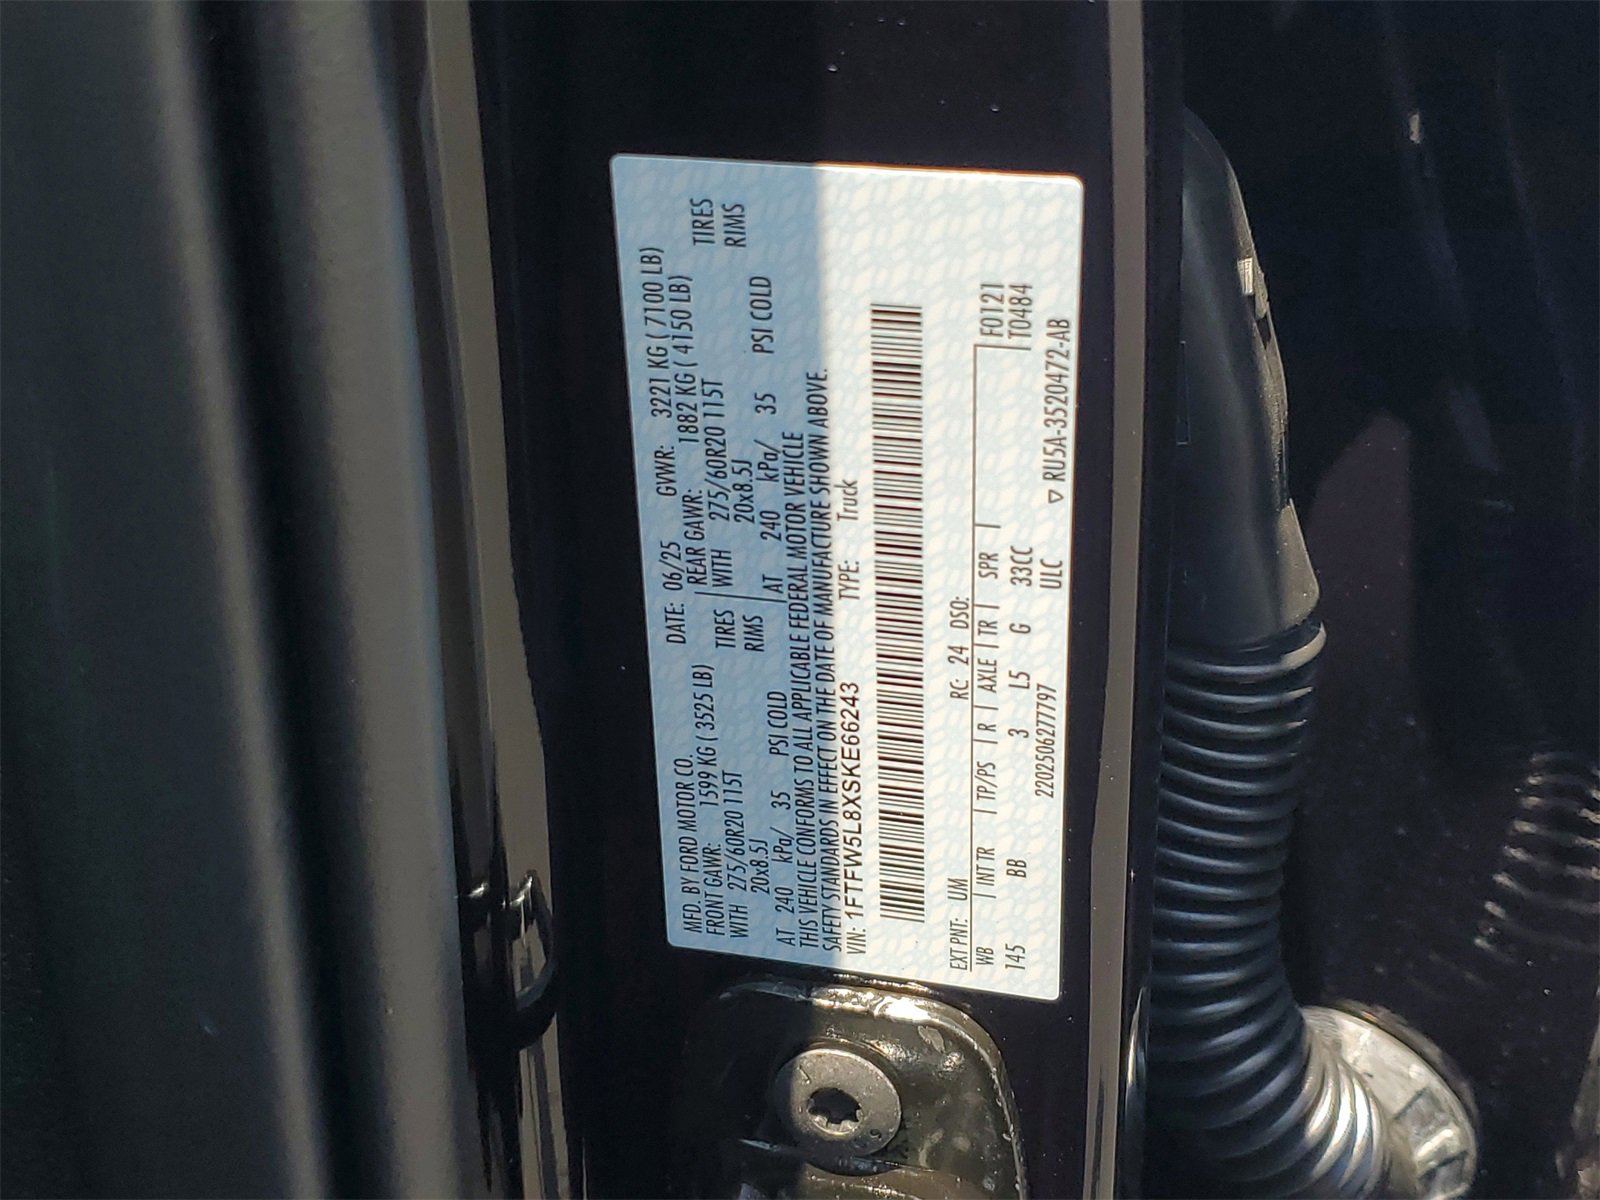 MFD. BY FORD MOTOR CO. DATE: 06/25 GVWR: 3221 KG ( 7100 LB)
FRONT GAWR: 1599 KG ( 3525 LB) REAR GAWR: 1882 KG ( 4150 LB)
WITH 275/60R20 115T TIRES WITH 275/60R20 115T TIRES
20x8.5J RIMS 20x8.5J RIMS
AT 240 kPa/ 35 PSI COLD AT 240 kPa/ 35 PSI COLD
THIS VEHICLE CONFORMS TO ALL APPLICABLE FEDERAL MOTOR VEHICLE
SAFETY STANDARDS IN EFFECT ON THE DATE OF MANUFACTURE SHOWN ABOVE.
VIN: 1FTFW5L8XSKE66243 TYPE: Truck
EXT PNT: UM RC: 24 DSO:
WB INT TR TP/PS R AXLE TR SPR F0121
145 BB 3 L5 G 33CC T0484
220250627797 ULC ▽ RU5A-3520472-AB